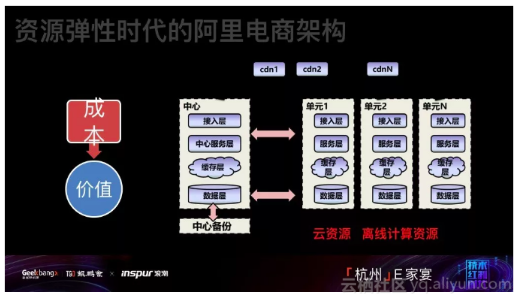 资源弹性时代的阿里电商架构
cdn1 cdn2 cdnN
成
本
价值
中心 单元1 单元2 单元N
接入层 接入层 接入层 接入层
中心服务层 服务层 服务层 服务层
缓存层 缓存层 缓存层 缓存层
数据层 数据层 数据层 数据层
中心备份
云资源 离线计算资源
Geekbang> TGO鲲鹏会 inspur浪潮
「杭州」E家宴
云栖社区 yq.aliyun.com